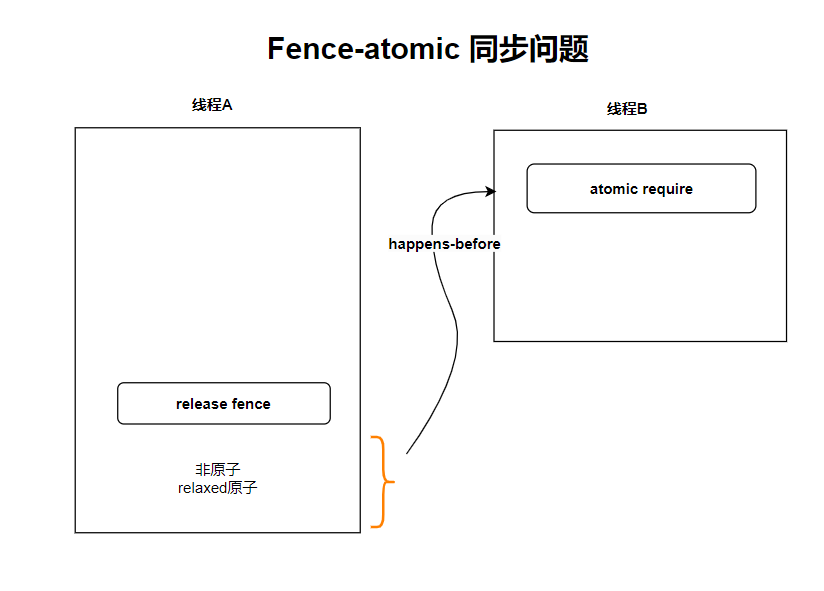 Fence-atomic 同步问题
线程A
线程B
atomic require
happens-before
release fence
非原子
relaxed原子